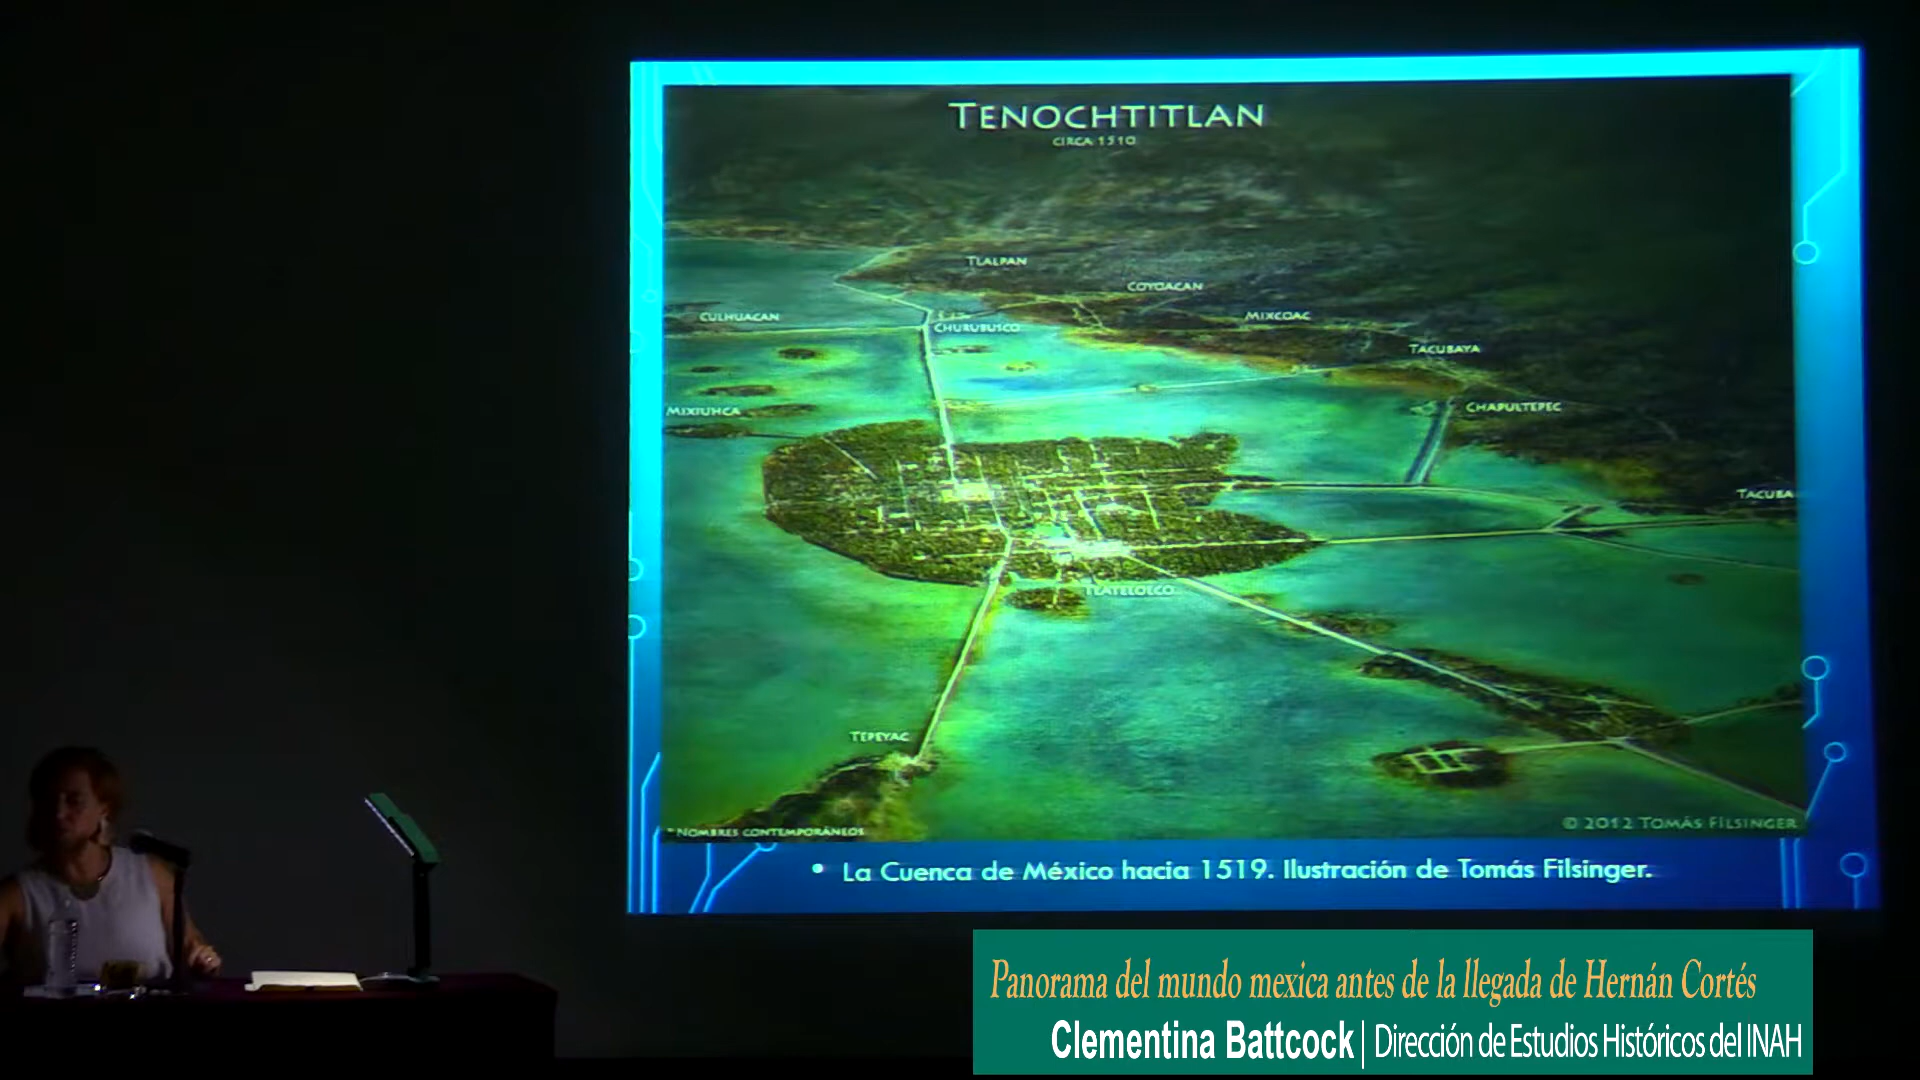 TENOCHTITLAN
CIRCA 1510
TLALPAN
COYOACAN
CULHUACAN
CHURUBUSCO
MIXCOAC
TACUBAYA
MIXIUHCA
CHAPULTEPEC
TACUBA
TLATELOLCO
TEPEYAC
*NOMBRES CONTEMPORÁNEOS
© 2012 TOMÁS FILSINGER
• La Cuenca de México hacia 1519. Ilustración de Tomás Filsinger.
Panorama del mundo mexica antes de la llegada de Hernán Cortés
Clementina Battcock | Dirección de Estudios Históricos del INAH